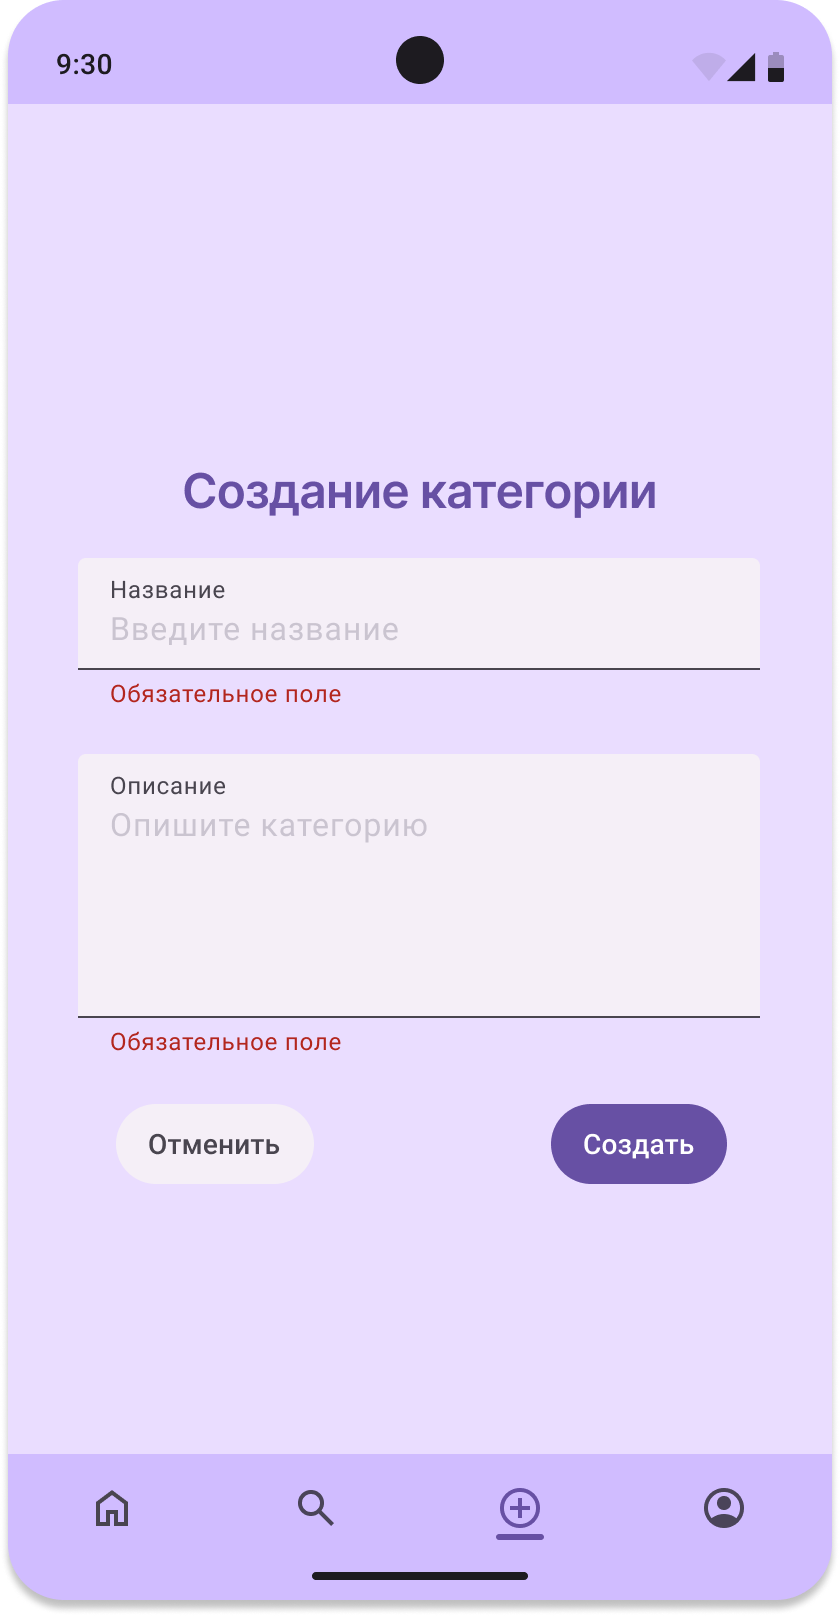 9:30
Создание категории
Название
Введите название
Обязательное поле
Описание
Опишите категорию
Обязательное поле
Отменить
Создать